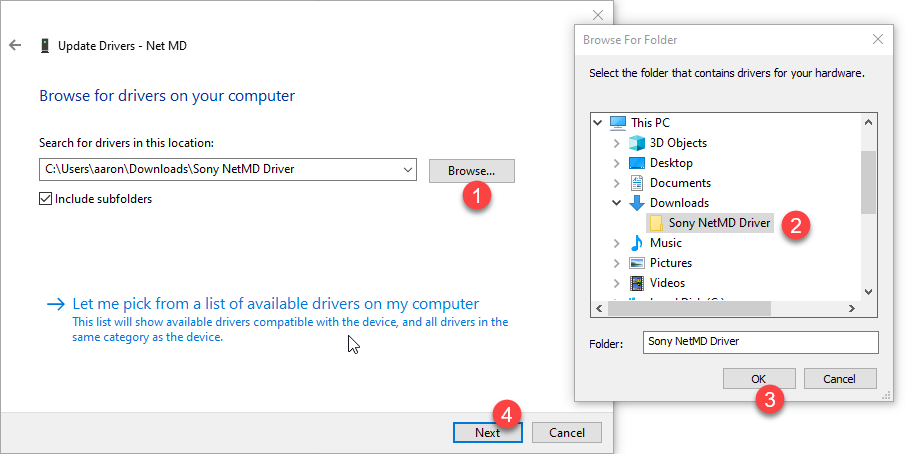 Update Drivers - Net MD
Browse for drivers on your computer
Search for drivers in this location:
C:\Users\aaron\Downloads\Sony NetMD Driver
Browse...
1
Include subfolders
Let me pick from a list of available drivers on my computer
This list will show available drivers compatible with the device, and all drivers in the
same category as the device.
4
Next
Cancel
Browse For Folder
Select the folder that contains drivers for your hardware.
This PC
3D Objects
Desktop
Documents
Downloads
Sony NetMD Driver
2
Music
Pictures
Videos
Folder:
Sony NetMD Driver
OK
Cancel
3